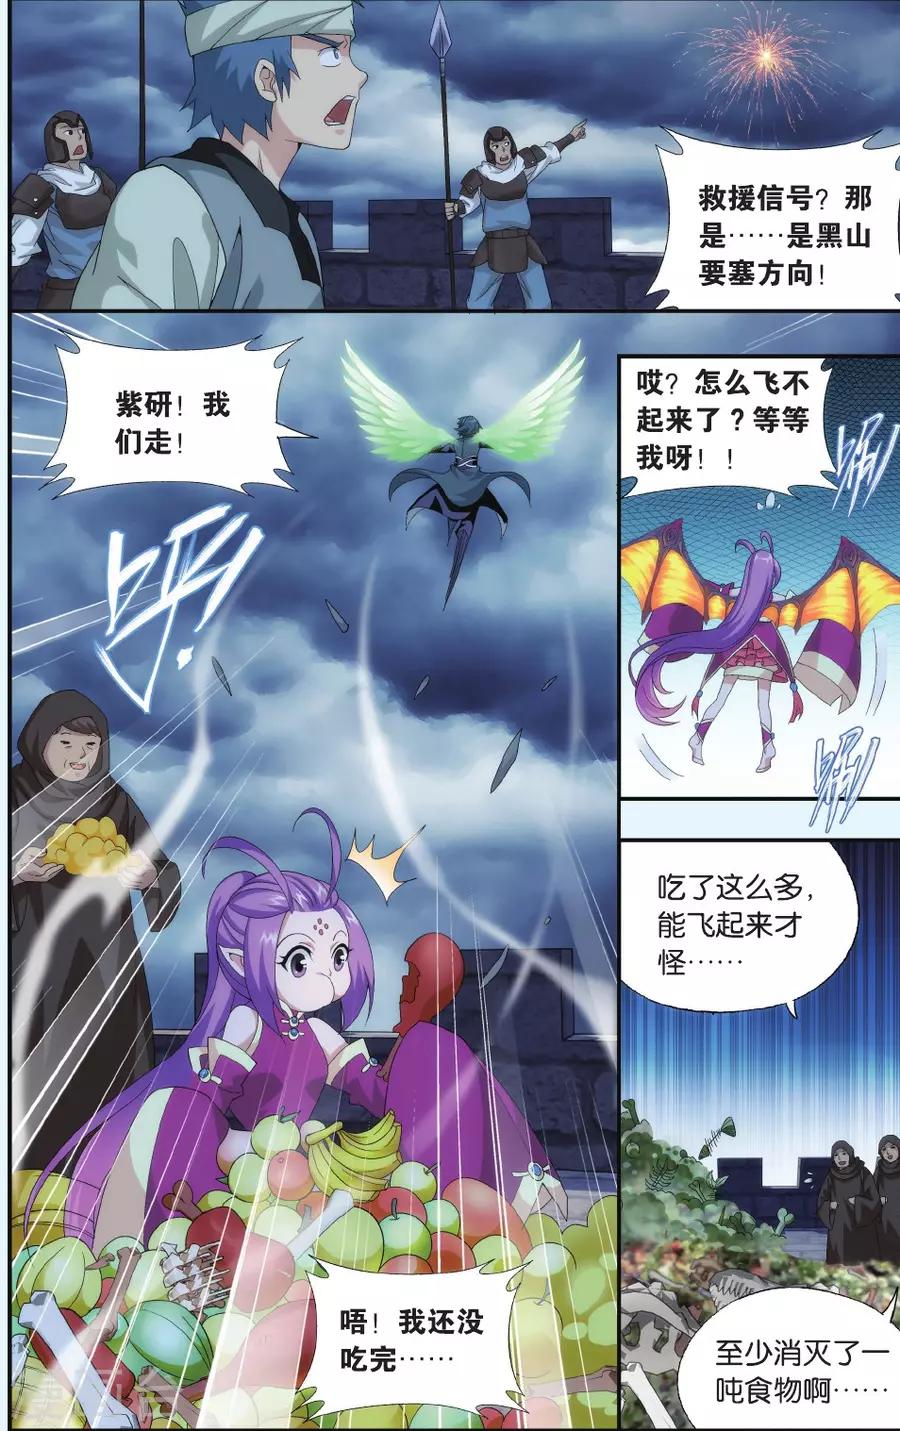 救援信号？那
是……是黑山
要塞方向！
紫研！我
们走！
呼！
唔！我还没
吃完……
哎？怎么飞不
起来了？等等
我呀！！
唰
唰
吃了这么多，
能飞起来才
怪……
至少消灭了一
吨食物啊……